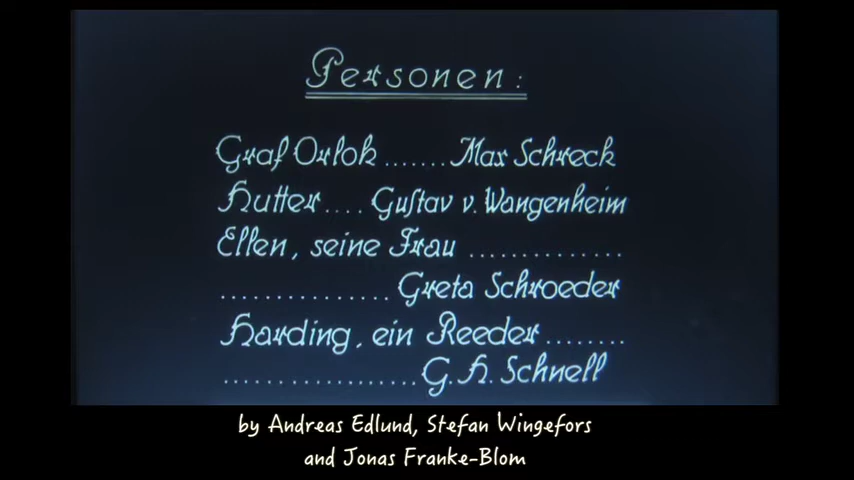 Personen:
Graf Orlok.......Max Schreck
Hutter....Gustav v. Wangenheim
Ellen, seine Frau ..............
...............Greta Schroeder
Harding, ein Reeder........
.................G. H. Schnell
by Andreas Edlund, Stefan Wingefors
and Jonas Franke-Blom